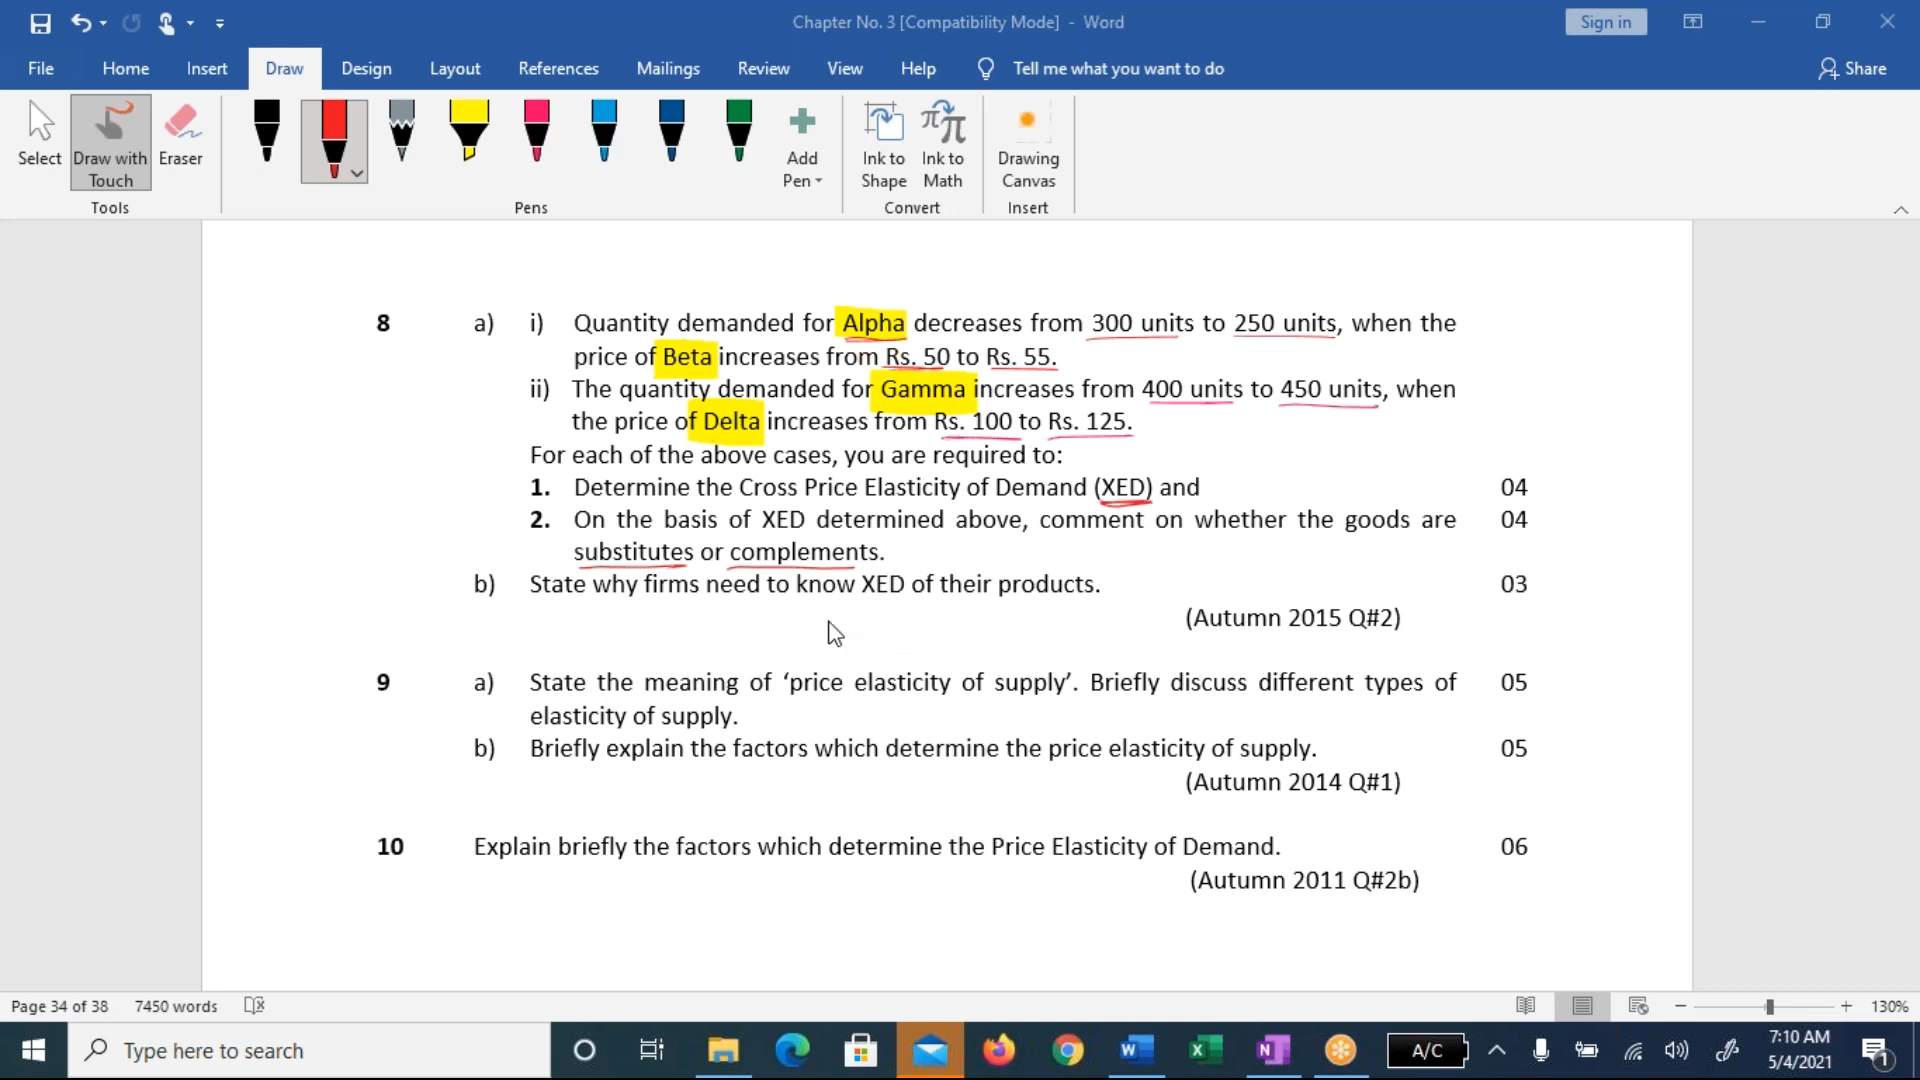 Chapter No. 3 [Compatibility Mode] - Word
Sign in
File Home Insert Draw Design Layout References Mailings Review View Help Tell me what you want to do Share
Select Draw with Touch Eraser Add Pen Ink to Shape Ink to Math Drawing Canvas
Tools Pens Convert Insert
8 a) i) Quantity demanded for Alpha decreases from 300 units to 250 units, when the
price of Beta increases from Rs. 50 to Rs. 55.
ii) The quantity demanded for Gamma increases from 400 units to 450 units, when
the price of Delta increases from Rs. 100 to Rs. 125.
For each of the above cases, you are required to:
1. Determine the Cross Price Elasticity of Demand (XED) and 04
2. On the basis of XED determined above, comment on whether the goods are 04
substitutes or complements.
b) State why firms need to know XED of their products. 03
(Autumn 2015 Q#2)
9 a) State the meaning of ‘price elasticity of supply’. Briefly discuss different types of 05
elasticity of supply.
b) Briefly explain the factors which determine the price elasticity of supply. 05
(Autumn 2014 Q#1)
10 Explain briefly the factors which determine the Price Elasticity of Demand. 06
(Autumn 2011 Q#2b)
Page 34 of 38 7450 words 130%
Type here to search A/C 7:10 AM
5/4/2021
1